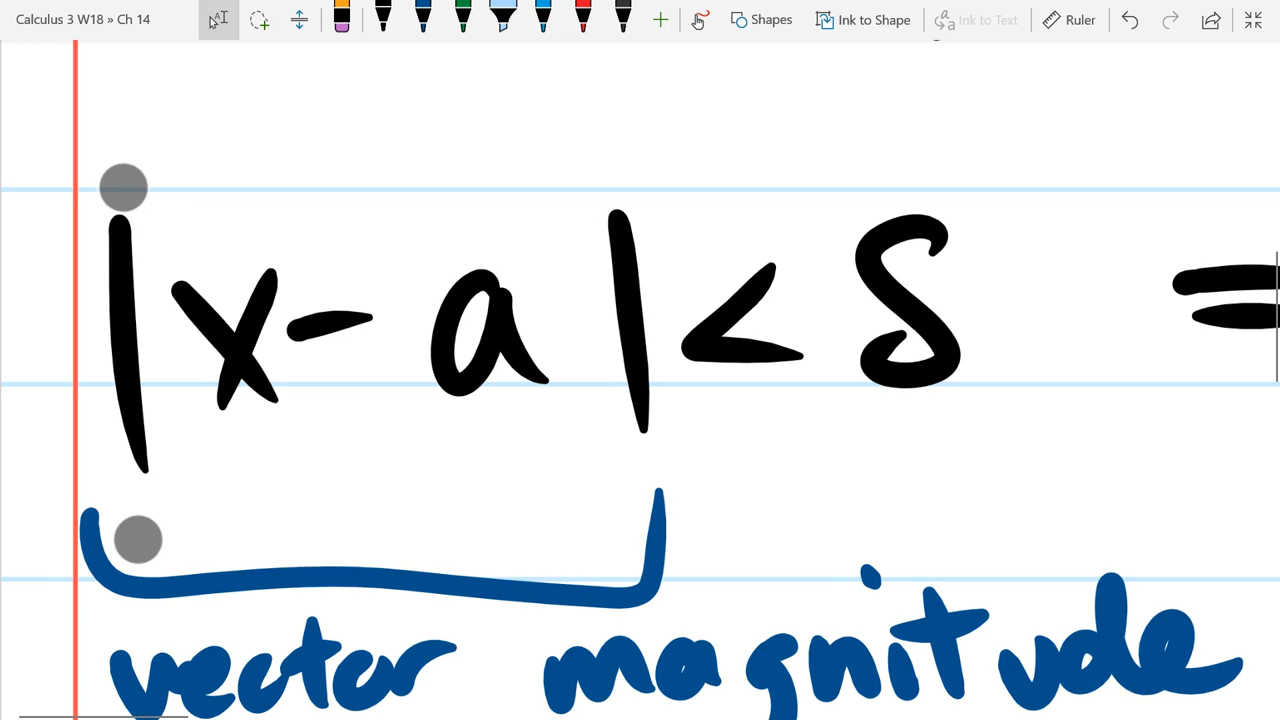 Calculus 3 W18 » Ch 14 Shapes Ink to Shape Ink to Text Ruler
|x - a| < δ =
vector magnitude